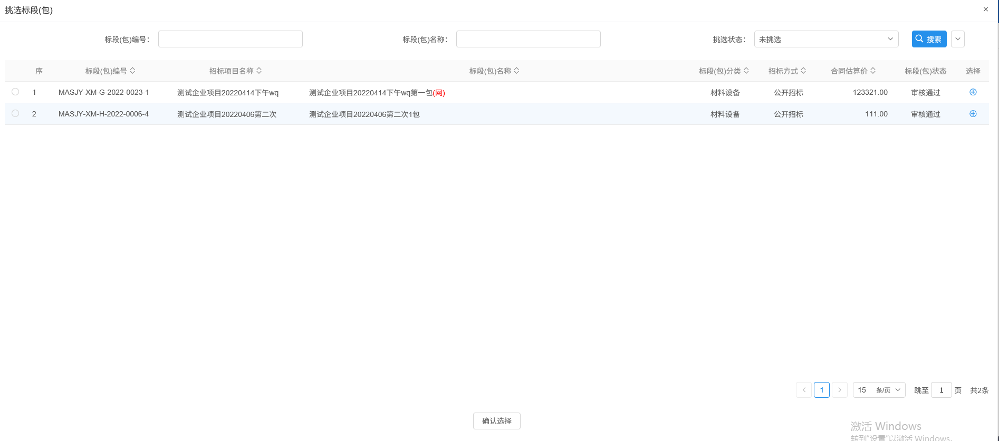 挑选标段(包)
标段(包)编号：
标段(包)名称：
挑选状态： 未挑选 搜索
序 标段(包)编号 招标项目名称 标段(包)名称 标段(包)分类 招标方式 合同估算价 标段(包)状态 选择
1 MASJY-XM-G-2022-0023-1 测试企业项目20220414下午wq 测试企业项目20220414下午wq第一包(网) 材料设备 公开招标 123321.00 审核通过
2 MASJY-XM-H-2022-0006-4 测试企业项目20220406第二次 测试企业项目20220406第二次1包 材料设备 公开招标 111.00 审核通过
1 15 条/页 跳至 1 页 共2条
确认选择
激活 Windows
转到“设置”以激活 Windows。